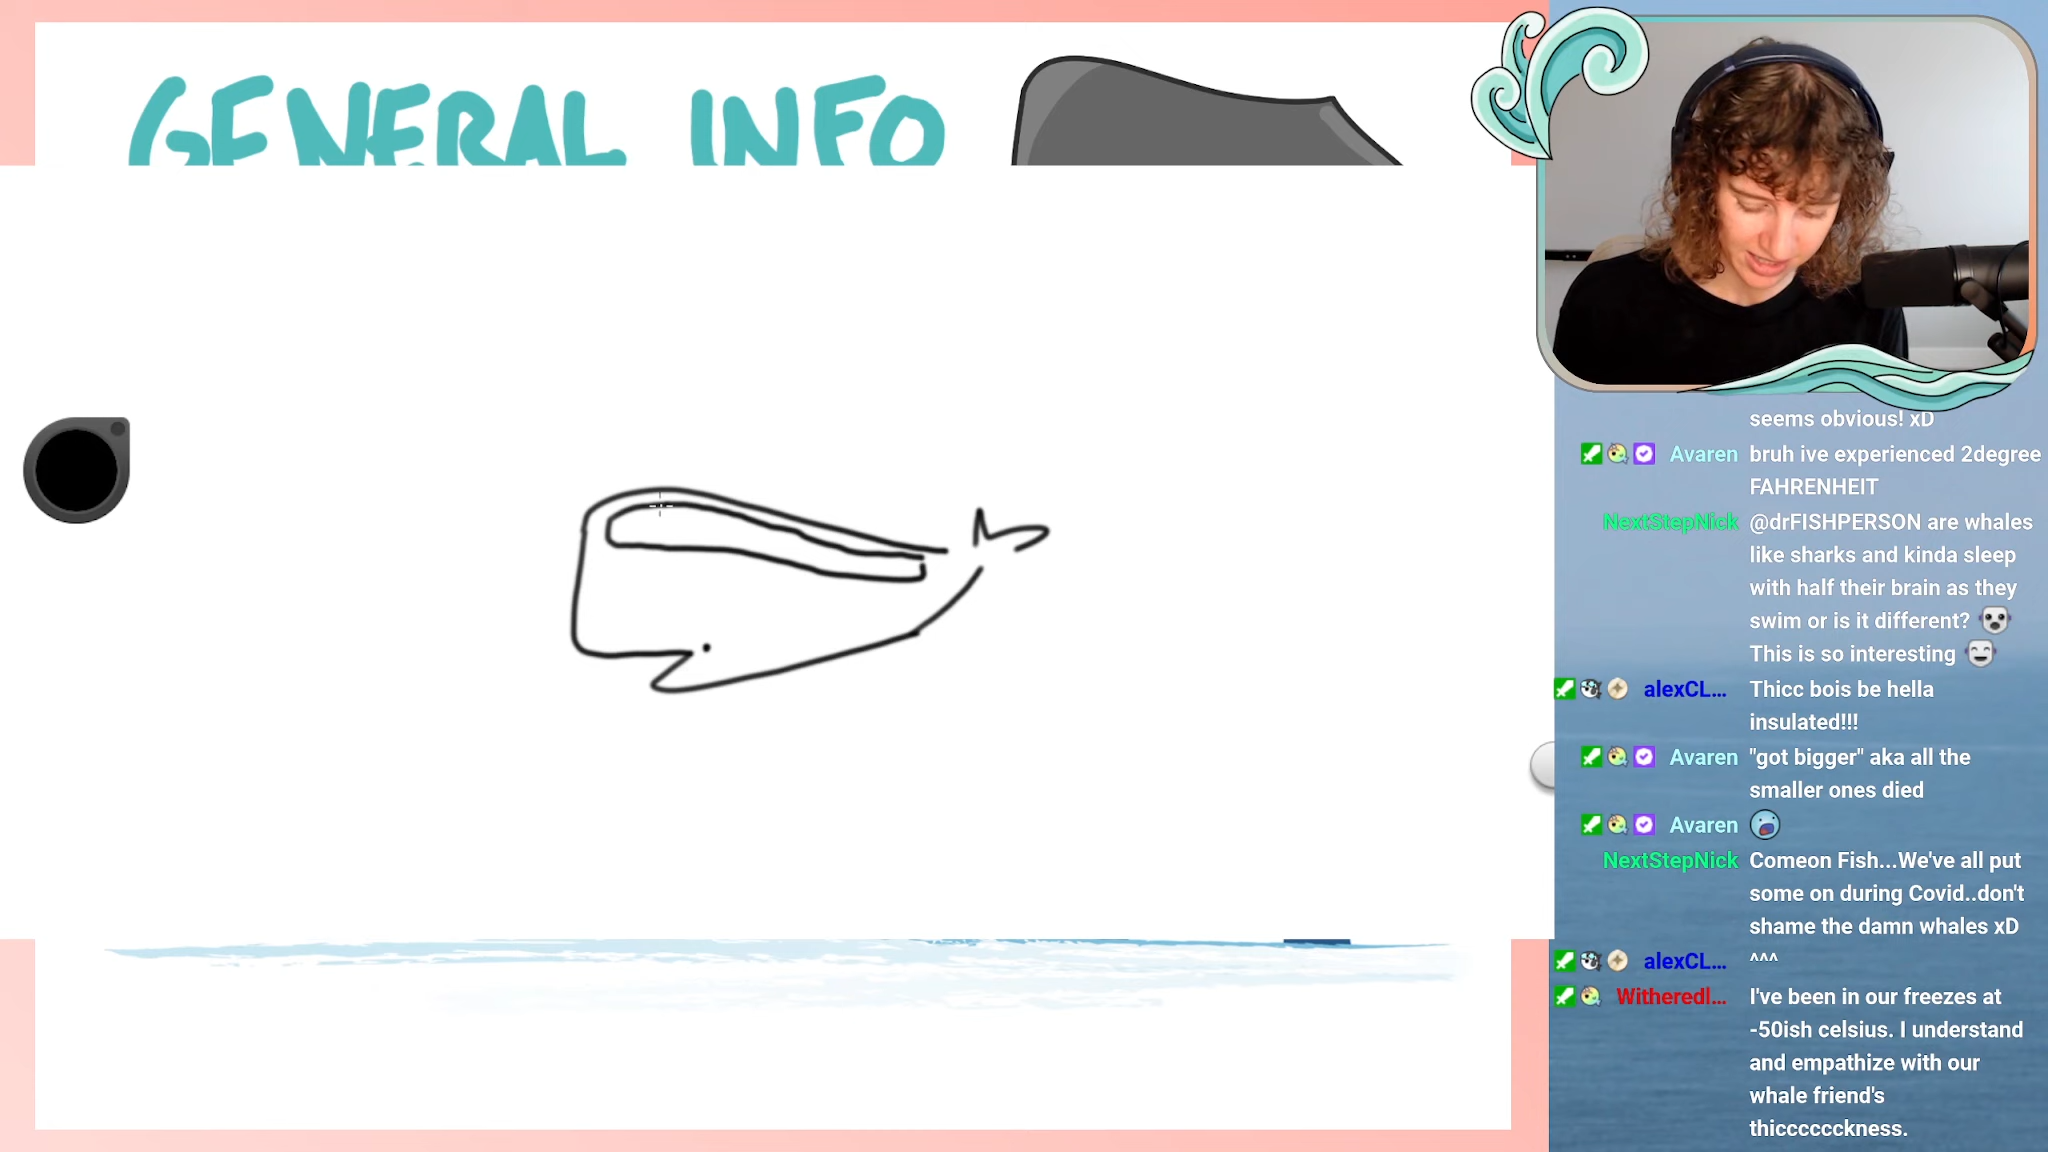 GENERAL INFO
seems obvious! xD
Avaren bruh ive experienced 2degree
FAHRENHEIT
NextStepNick @drFISHPERSON are whales
like sharks and kinda sleep
with half their brain as they
swim or is it different?
This is so interesting
alexCL... Thicc bois be hella
insulated!!!
Avaren "got bigger" aka all the
smaller ones died
Avaren
NextStepNick Comeon Fish...We've all put
some on during Covid..don't
shame the damn whales xD
alexCL... ^^^
Witheredl... I've been in our freezes at
-50ish celsius. I understand
and empathize with our
whale friend's
thicccccckness.